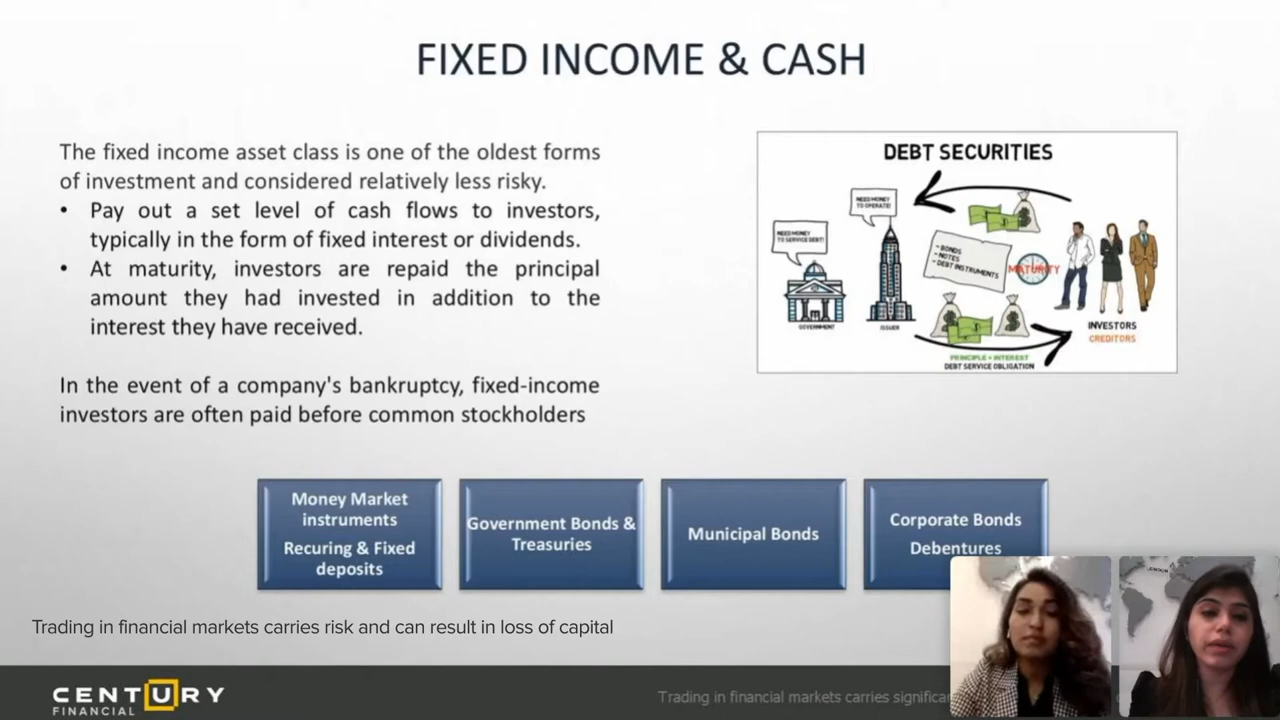 FIXED INCOME & CASH
The fixed income asset class is one of the oldest forms
of investment and considered relatively less risky.
• Pay out a set level of cash flows to investors,
typically in the form of fixed interest or dividends.
• At maturity, investors are repaid the principal
amount they had invested in addition to the
interest they have received.
In the event of a company's bankruptcy, fixed-income
investors are often paid before common stockholders
DEBT SECURITIES
NEED MONEY
TO OPERATE!
NEED MONEY
TO SERVICE DEBT!
- BONDS
- NOTES
- DEBT INSTRUMENTS
MATURITY
GOVERNMENT
ISSUER
INVESTORS
CREDITORS
PRINCIPLE + INTEREST
DEBT SERVICE OBLIGATION
Money Market
instruments
Recuring & Fixed
deposits
Government Bonds &
Treasuries
Municipal Bonds
Corporate Bonds
Debentures
LONDON
Trading in financial markets carries risk and can result in loss of capital
CENTURY
FINANCIAL
Trading in financial markets carries